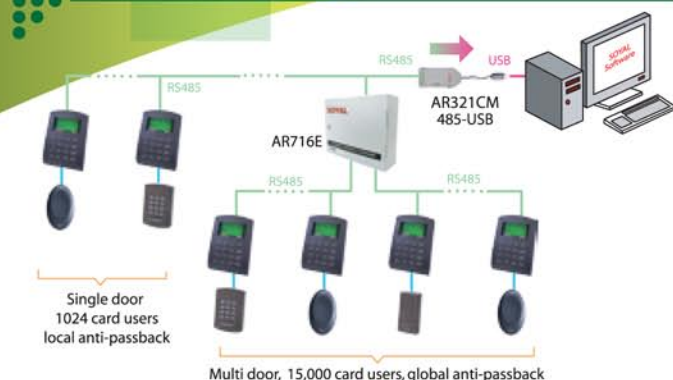 RS485
USB
SOYAL
Software
RS485
AR321CM
485-USB
SOYAL
AR716E
RS485
RS485
Single door
1024 card users
local anti-passback
Multi door, 15,000 card users, global anti-passback